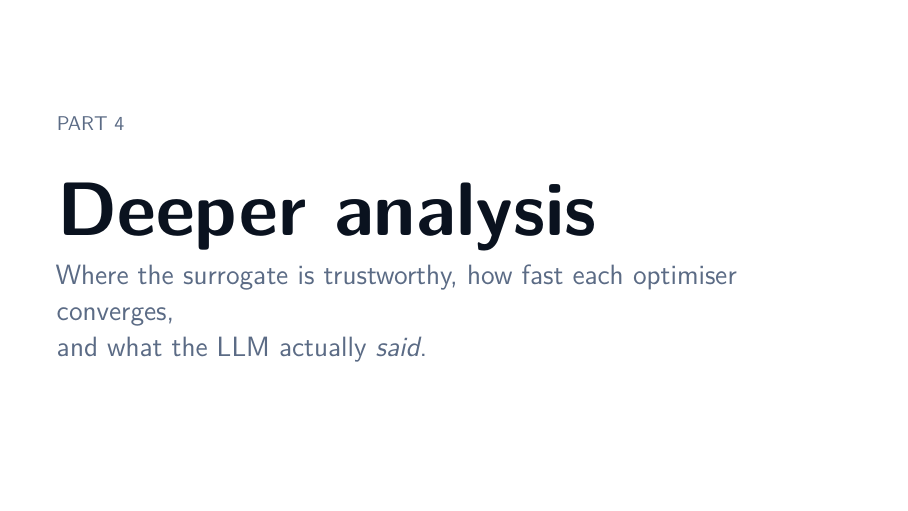 PART 4
Deeper analysis
Where the surrogate is trustworthy, how fast each optimiser
converges,
and what the LLM actually said.